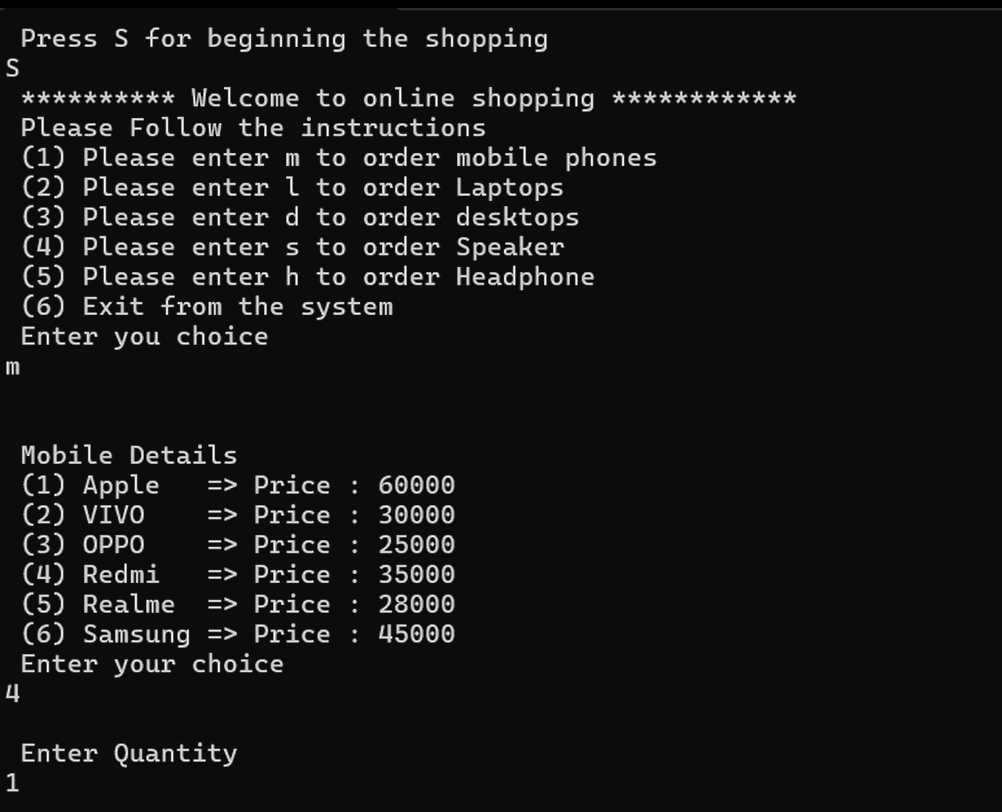 Press S for beginning the shopping
S
********** Welcome to online shopping ************
Please Follow the instructions
(1) Please enter m to order mobile phones
(2) Please enter l to order Laptops
(3) Please enter d to order desktops
(4) Please enter s to order Speaker
(5) Please enter h to order Headphone
(6) Exit from the system
Enter you choice
m
Mobile Details
(1) Apple   => Price : 60000
(2) VIVO    => Price : 30000
(3) OPPO    => Price : 25000
(4) Redmi   => Price : 35000
(5) Realme  => Price : 28000
(6) Samsung => Price : 45000
Enter your choice
4
Enter Quantity
1